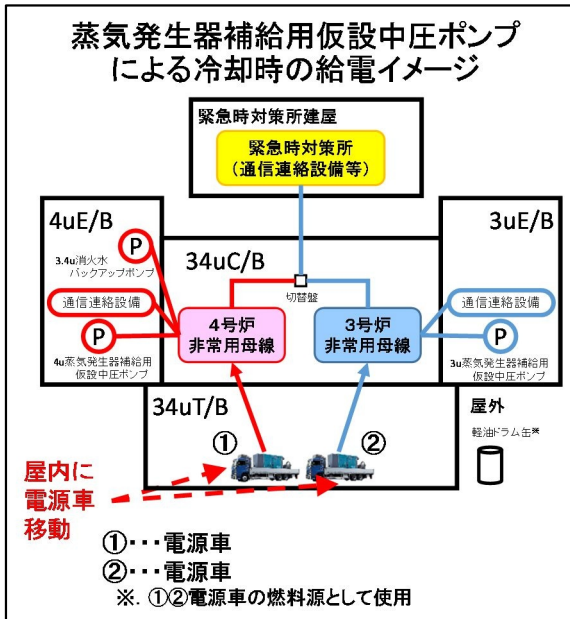 蒸気発生器補給用仮設中圧ポンプ
による冷却時の給電イメージ
緊急時対策所建屋
緊急時対策所
(通信連絡設備等)
4uE/B
P
3.4u消火水
バックアップポンプ
通信連絡設備
P
4u蒸気発生器補給用
仮設中圧ポンプ
34uC/B
切替盤
4号炉
非常用母線
3号炉
非常用母線
3uE/B
通信連絡設備
P
3u蒸気発生器補給用
仮設中圧ポンプ
34uT/B
①
②
屋外
軽油ドラム缶※
屋内に
電源車
移動
①・・・電源車
②・・・電源車
※. ①②電源車の燃料源として使用